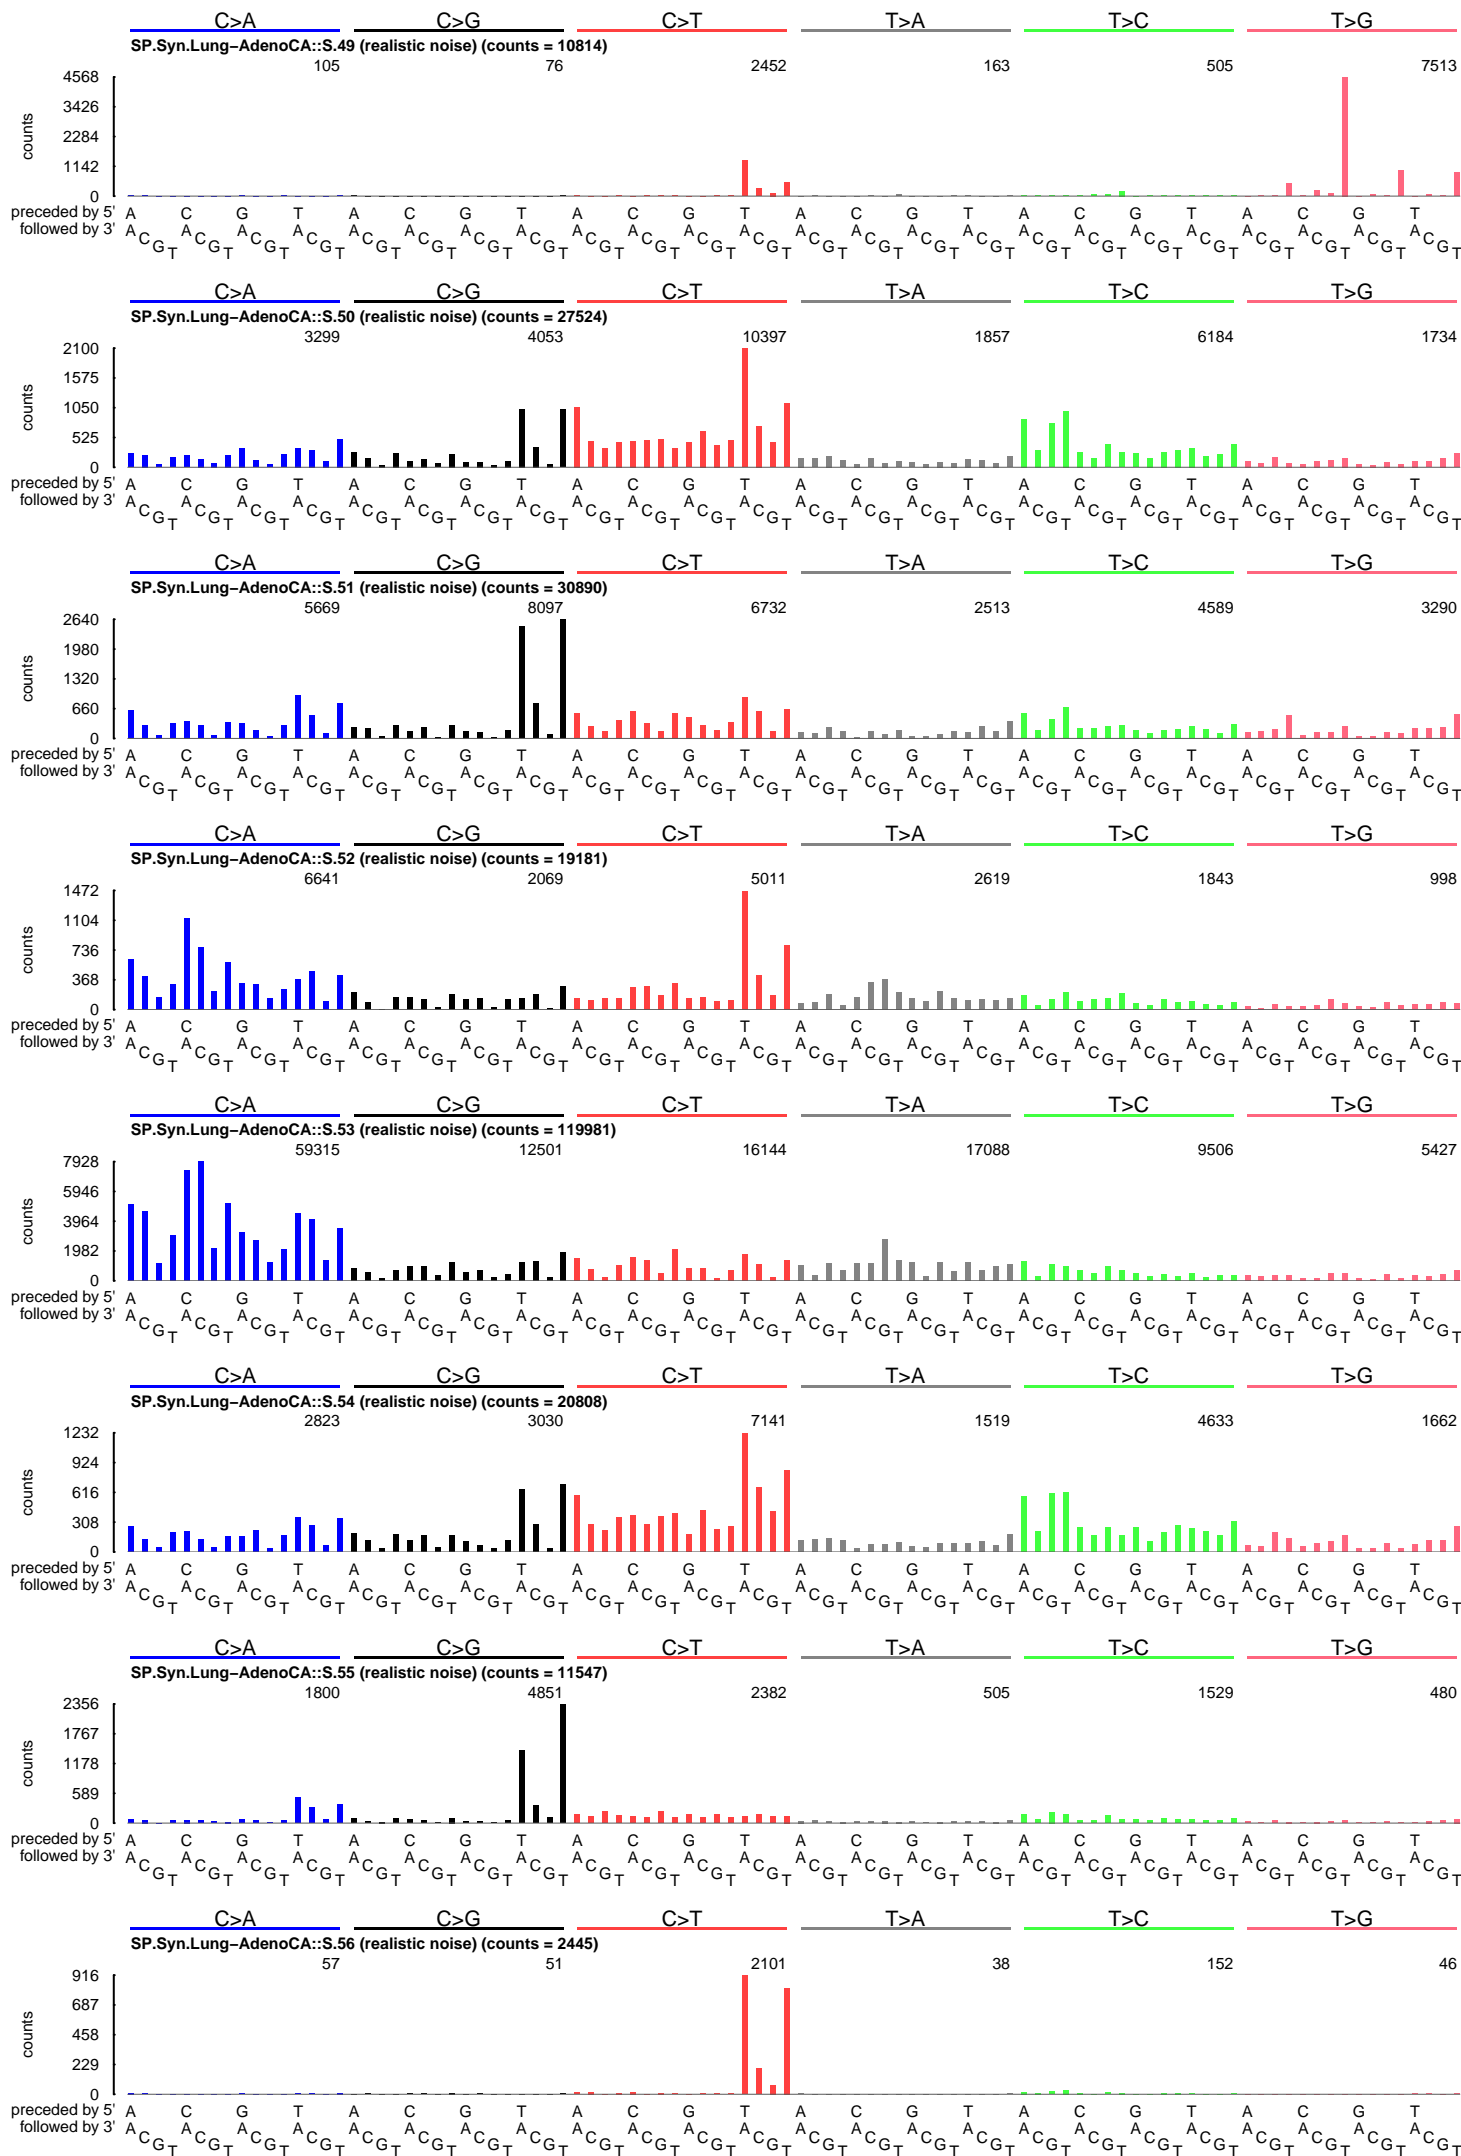 C>A C>G C>T T>A T>C T>G
SP.Syn.Lung–AdenoCA::S.49 (realistic noise) (counts = 10814)
105 76 2452 163 505 7513
4568
3426
2284
1142
0
counts
preceded by 5' A C G T A C G T A C G T A C G T A C G T A C G T
followed by 3' A C G T A C G T A C G T A C G T A C G T A C G T A C G T A C G T A C G T A C G T A C G T A C G T A C G T A C G T A C G T A C G T A C G T A C G T A C G T A C G T A C G T A C G T A C G T A C G T
C>A C>G C>T T>A T>C T>G
SP.Syn.Lung–AdenoCA::S.50 (realistic noise) (counts = 27524)
3299 4053 10397 1857 6184 1734
2100
1575
1050
525
0
counts
preceded by 5' A C G T A C G T A C G T A C G T A C G T A C G T
followed by 3' A C G T A C G T A C G T A C G T A C G T A C G T A C G T A C G T A C G T A C G T A C G T A C G T A C G T A C G T A C G T A C G T A C G T A C G T A C G T A C G T A C G T A C G T A C G T A C G T
C>A C>G C>T T>A T>C T>G
SP.Syn.Lung–AdenoCA::S.51 (realistic noise) (counts = 30890)
5669 8097 6732 2513 4589 3290
2640
1980
1320
660
0
counts
preceded by 5' A C G T A C G T A C G T A C G T A C G T A C G T
followed by 3' A C G T A C G T A C G T A C G T A C G T A C G T A C G T A C G T A C G T A C G T A C G T A C G T A C G T A C G T A C G T A C G T A C G T A C G T A C G T A C G T A C G T A C G T A C G T A C G T
C>A C>G C>T T>A T>C T>G
SP.Syn.Lung–AdenoCA::S.52 (realistic noise) (counts = 19181)
6641 2069 5011 2619 1843 998
1472
1104
736
368
0
counts
preceded by 5' A C G T A C G T A C G T A C G T A C G T A C G T
followed by 3' A C G T A C G T A C G T A C G T A C G T A C G T A C G T A C G T A C G T A C G T A C G T A C G T A C G T A C G T A C G T A C G T A C G T A C G T A C G T A C G T A C G T A C G T A C G T A C G T
C>A C>G C>T T>A T>C T>G
SP.Syn.Lung–AdenoCA::S.53 (realistic noise) (counts = 119981)
59315 12501 16144 17088 9506 5427
7928
5946
3964
1982
0
counts
preceded by 5' A C G T A C G T A C G T A C G T A C G T A C G T
followed by 3' A C G T A C G T A C G T A C G T A C G T A C G T A C G T A C G T A C G T A C G T A C G T A C G T A C G T A C G T A C G T A C G T A C G T A C G T A C G T A C G T A C G T A C G T A C G T A C G T
C>A C>G C>T T>A T>C T>G
SP.Syn.Lung–AdenoCA::S.54 (realistic noise) (counts = 20808)
2823 3030 7141 1519 4633 1662
1232
924
616
308
0
counts
preceded by 5' A C G T A C G T A C G T A C G T A C G T A C G T
followed by 3' A C G T A C G T A C G T A C G T A C G T A C G T A C G T A C G T A C G T A C G T A C G T A C G T A C G T A C G T A C G T A C G T A C G T A C G T A C G T A C G T A C G T A C G T A C G T A C G T
C>A C>G C>T T>A T>C T>G
SP.Syn.Lung–AdenoCA::S.55 (realistic noise) (counts = 11547)
1800 4851 2382 505 1529 480
2356
1767
1178
589
0
counts
preceded by 5' A C G T A C G T A C G T A C G T A C G T A C G T
followed by 3' A C G T A C G T A C G T A C G T A C G T A C G T A C G T A C G T A C G T A C G T A C G T A C G T A C G T A C G T A C G T A C G T A C G T A C G T A C G T A C G T A C G T A C G T A C G T A C G T
C>A C>G C>T T>A T>C T>G
SP.Syn.Lung–AdenoCA::S.56 (realistic noise) (counts = 2445)
57 51 2101 38 152 46
916
687
458
229
0
counts
preceded by 5' A C G T A C G T A C G T A C G T A C G T A C G T
followed by 3' A C G T A C G T A C G T A C G T A C G T A C G T A C G T A C G T A C G T A C G T A C G T A C G T A C G T A C G T A C G T A C G T A C G T A C G T A C G T A C G T A C G T A C G T A C G T A C G T